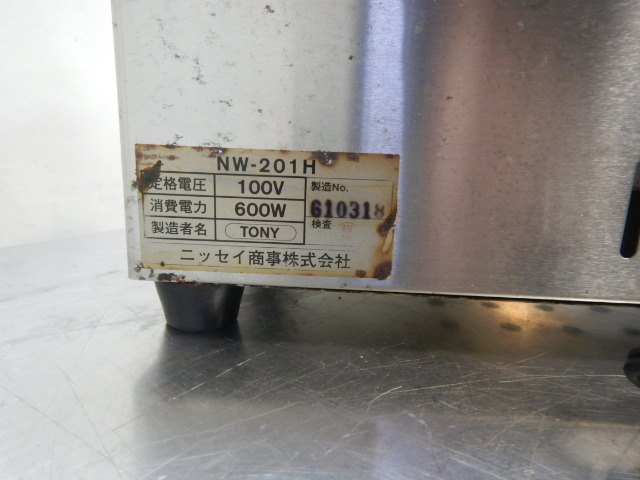 NW-201H
定格電圧 100V 製造No.
消費電力 600W 610318
製造者名 TONY 検査
ニッセイ商事株式会社